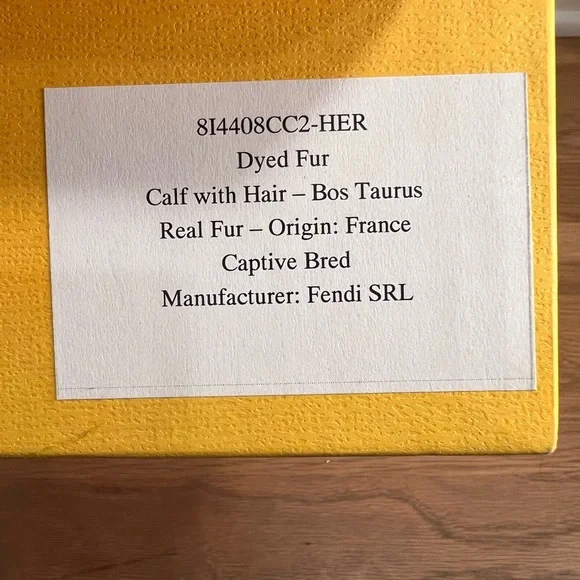 8I4408CC2-HER
Dyed Fur
Calf with Hair – Bos Taurus
Real Fur – Origin: France
Captive Bred
Manufacturer: Fendi SRL